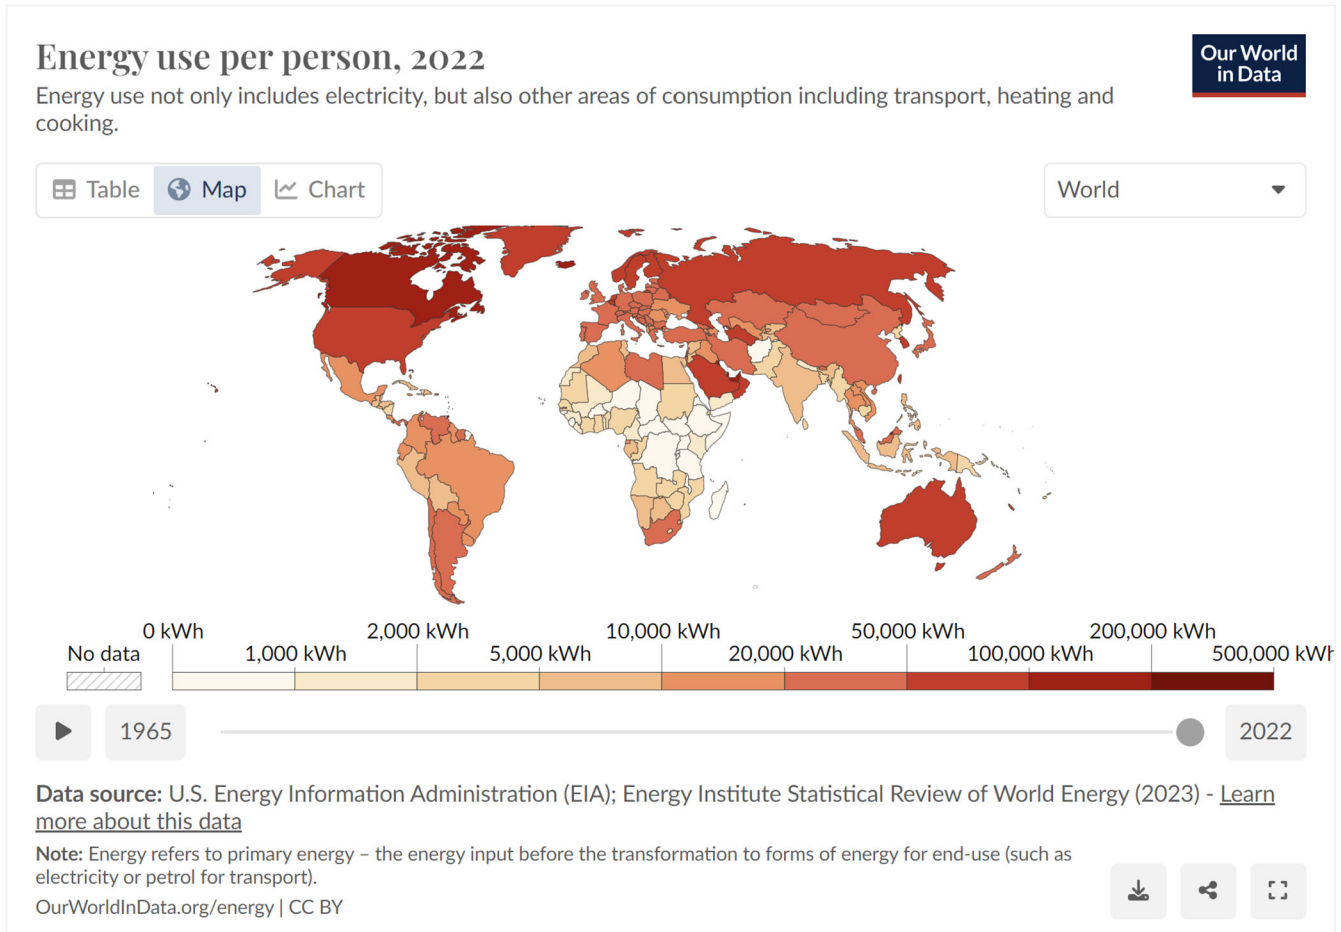 Energy use per person, 2022
Our World
in Data
Energy use not only includes electricity, but also other areas of consumption including transport, heating and
cooking.
Table
Map
Chart
World
0 kWh
2,000 kWh
10,000 kWh
50,000 kWh
200,000 kWh
No data
1,000 kWh
5,000 kWh
20,000 kWh
100,000 kWh
500,000 kWh
1965
2022
Data source: U.S. Energy Information Administration (EIA); Energy Institute Statistical Review of World Energy (2023) - Learn
more about this data
Note: Energy refers to primary energy – the energy input before the transformation to forms of energy for end-use (such as
electricity or petrol for transport).
OurWorldInData.org/energy | CC BY